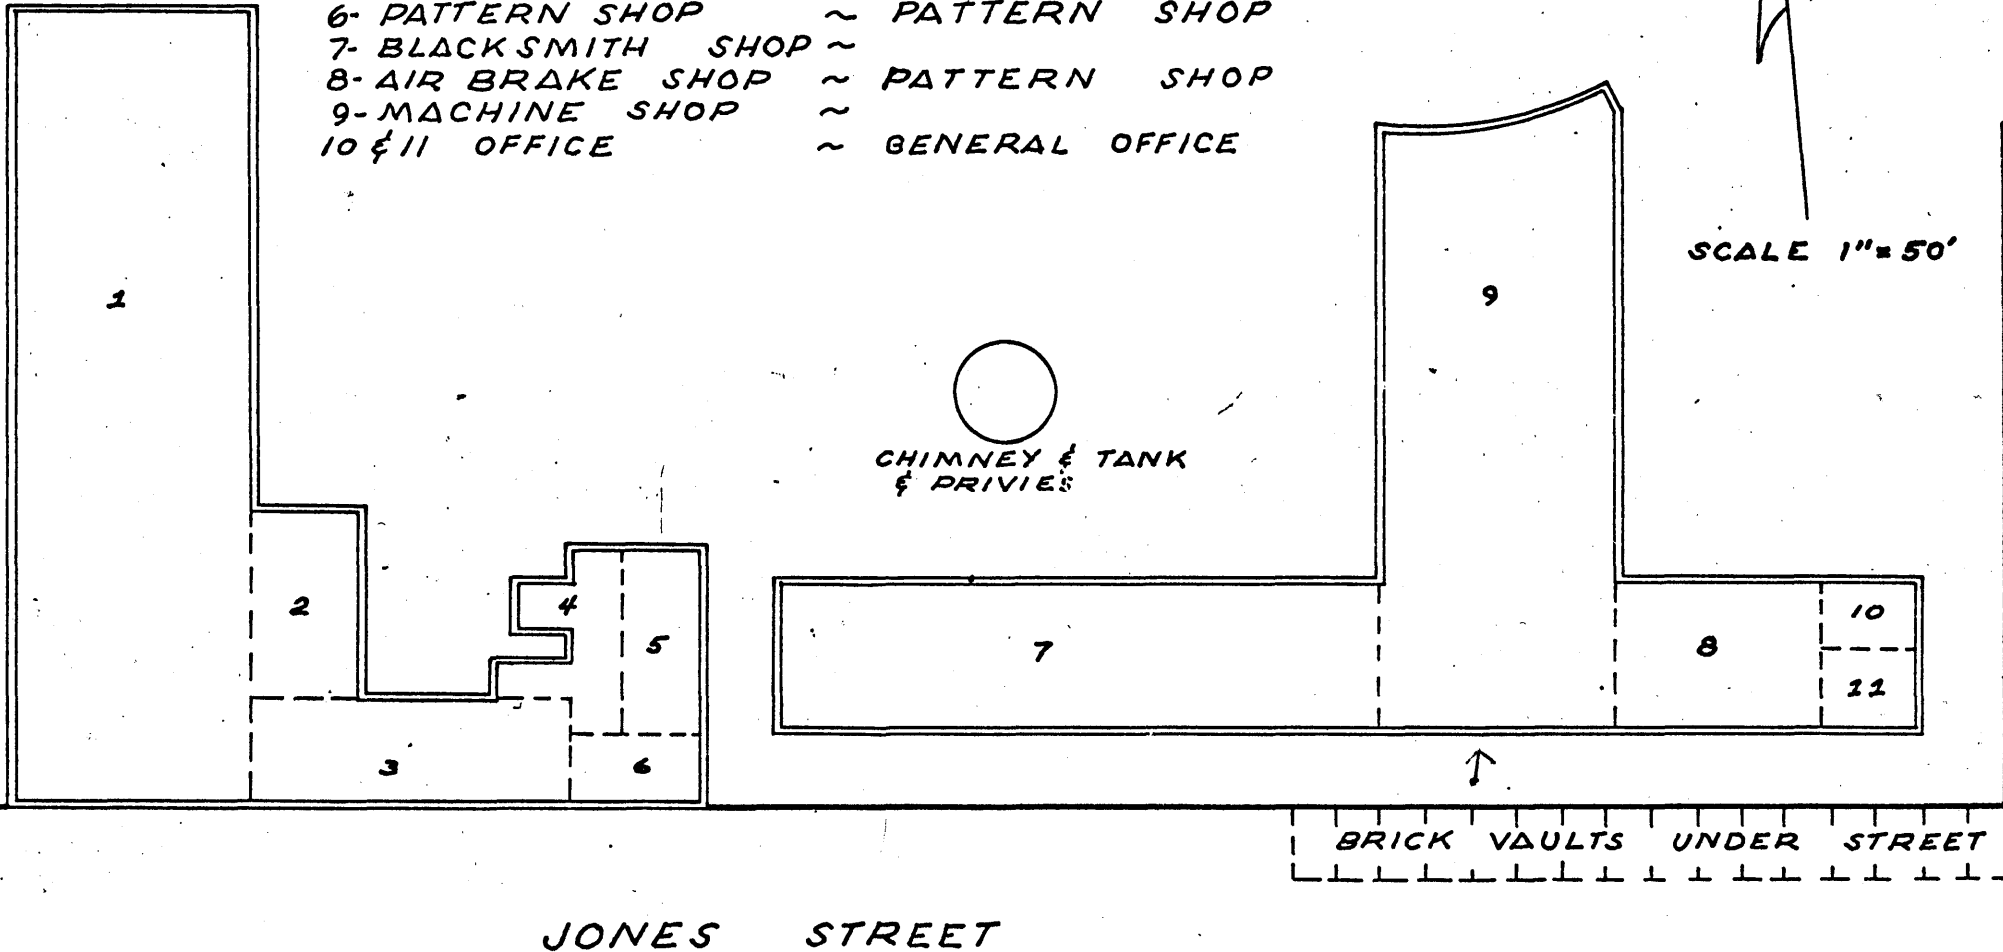 6- PATTERN SHOP ~ PATTERN SHOP
7- BLACKSMITH SHOP ~
8- AIR BRAKE SHOP ~ PATTERN SHOP
9- MACHINE SHOP ~
10 & 11 OFFICE ~ GENERAL OFFICE
SCALE 1"=50'
1
9
CHIMNEY & TANK
& PRIVIES
2
4
5
7
8
10
11
3
6
BRICK VAULTS UNDER STREET
JONES STREET